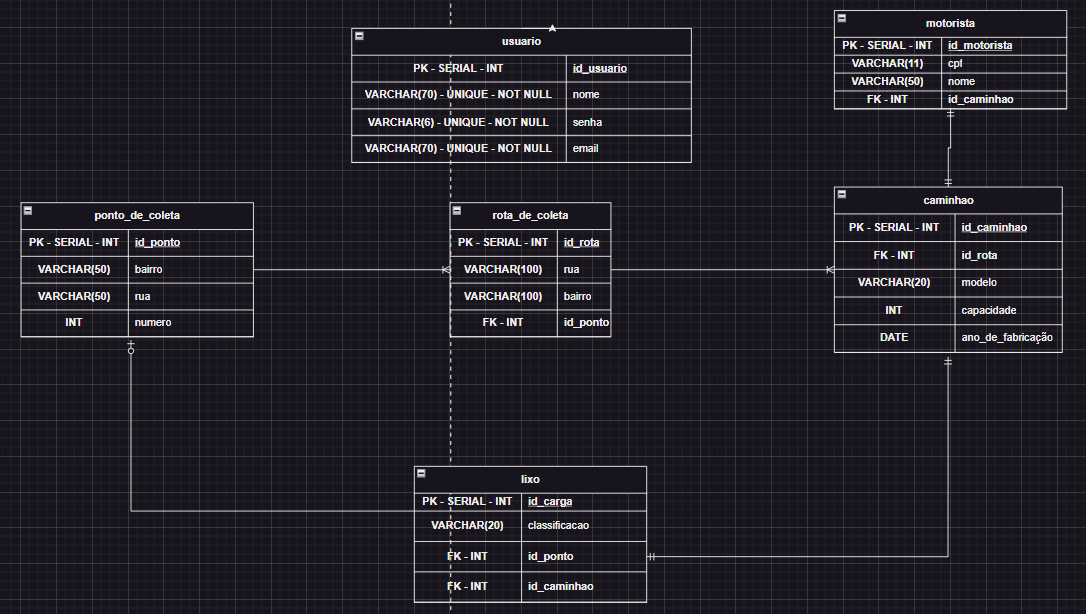 usuario
PK - SERIAL - INT id_usuario
VARCHAR(70) - UNIQUE - NOT NULL nome
VARCHAR(6) - UNIQUE - NOT NULL senha
VARCHAR(70) - UNIQUE - NOT NULL email
motorista
PK - SERIAL - INT id_motorista
VARCHAR(11) cpf
VARCHAR(50) nome
FK - INT id_caminhao
ponto_de_coleta
PK - SERIAL - INT id_ponto
VARCHAR(50) bairro
VARCHAR(50) rua
INT numero
rota_de_coleta
PK - SERIAL - INT id_rota
VARCHAR(100) rua
VARCHAR(100) bairro
FK - INT id_ponto
caminhao
PK - SERIAL - INT id_caminhao
FK - INT id_rota
VARCHAR(20) modelo
INT capacidade
DATE ano_de_fabricação
lixo
PK - SERIAL - INT id_carga
VARCHAR(20) classificacao
FK - INT id_ponto
FK - INT id_caminhao